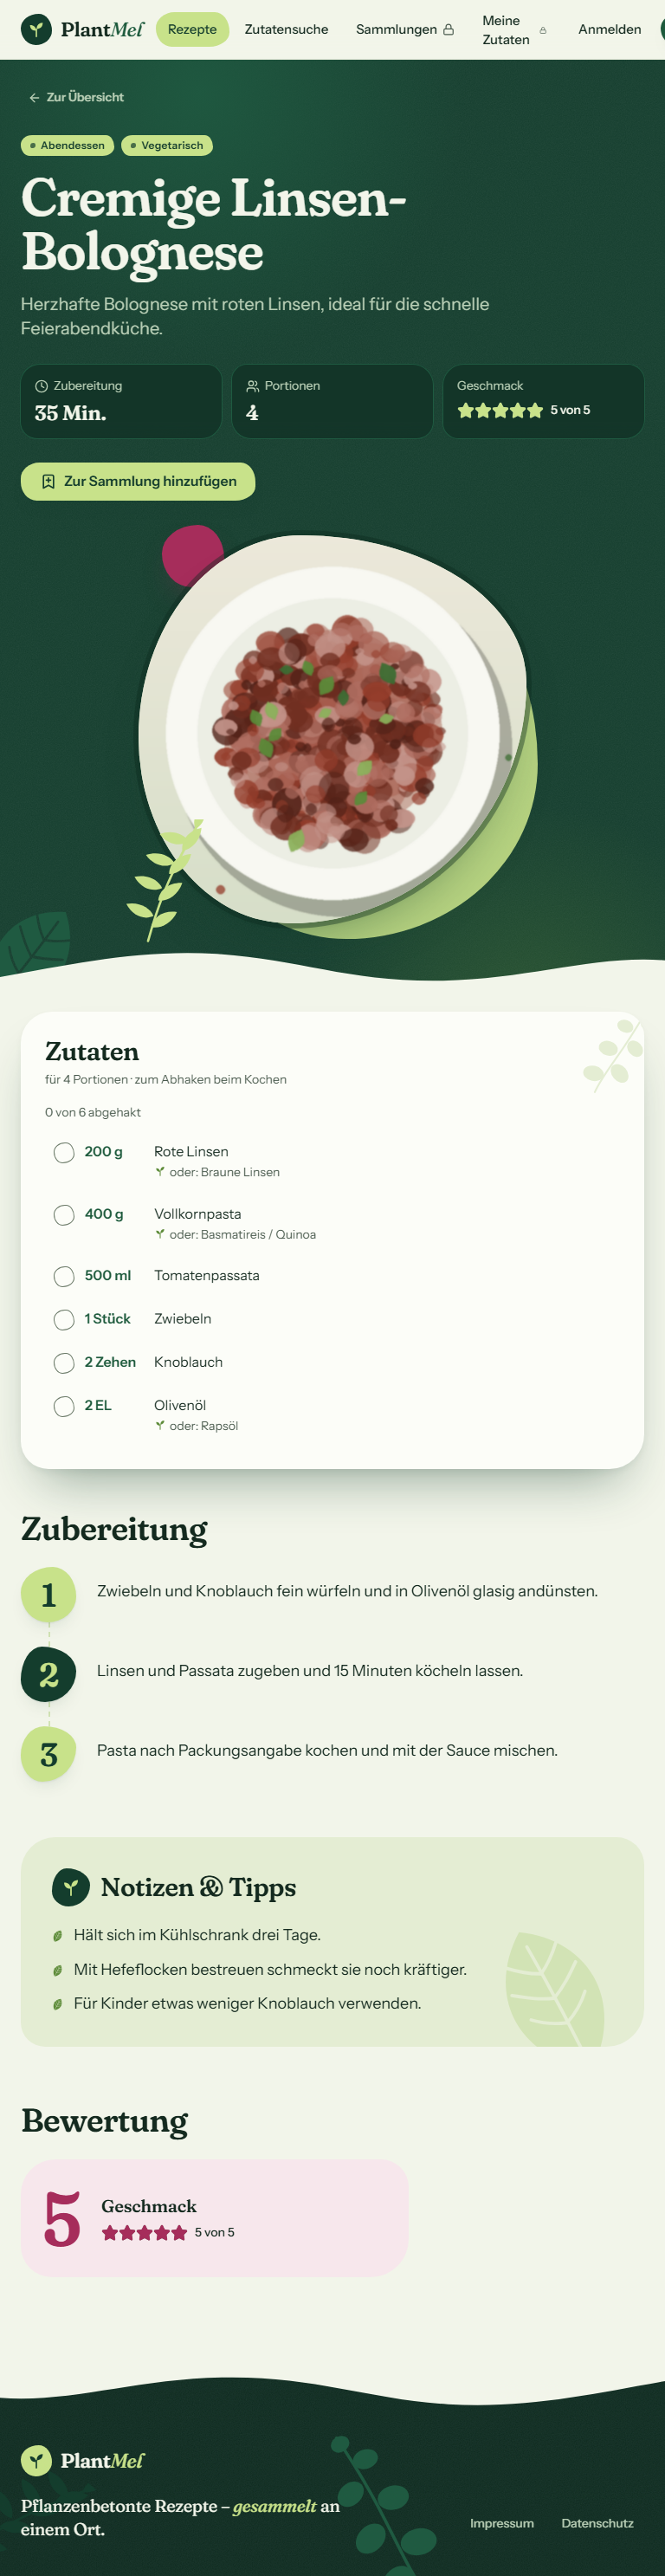 PlantMel
Rezepte
Zutatensuche
Sammlungen
Meine
Zutaten
Anmelden
Zur Übersicht
Abendessen
Vegetarisch
Cremige Linsen-
Bolognese
Herzhafte Bolognese mit roten Linsen, ideal für die schnelle
Feierabendküche.
Zubereitung
35 Min.
Portionen
4
Geschmack
5 von 5
Zur Sammlung hinzufügen
Zutaten
für 4 Portionen · zum Abhaken beim Kochen
0 von 6 abgehakt
200 g Rote Linsen
oder: Braune Linsen
400 g Vollkornpasta
oder: Basmatireis / Quinoa
500 ml Tomatenpassata
1 Stück Zwiebeln
2 Zehen Knoblauch
2 EL Olivenöl
oder: Rapsöl
Zubereitung
1 Zwiebeln und Knoblauch fein würfeln und in Olivenöl glasig andünsten.
2 Linsen und Passata zugeben und 15 Minuten köcheln lassen.
3 Pasta nach Packungsangabe kochen und mit der Sauce mischen.
Notizen & Tipps
Hält sich im Kühlschrank drei Tage.
Mit Hefeflocken bestreuen schmeckt sie noch kräftiger.
Für Kinder etwas weniger Knoblauch verwenden.
Bewertung
5
Geschmack
5 von 5
PlantMel
Pflanzenbetonte Rezepte – gesammelt an
einem Ort.
Impressum
Datenschutz